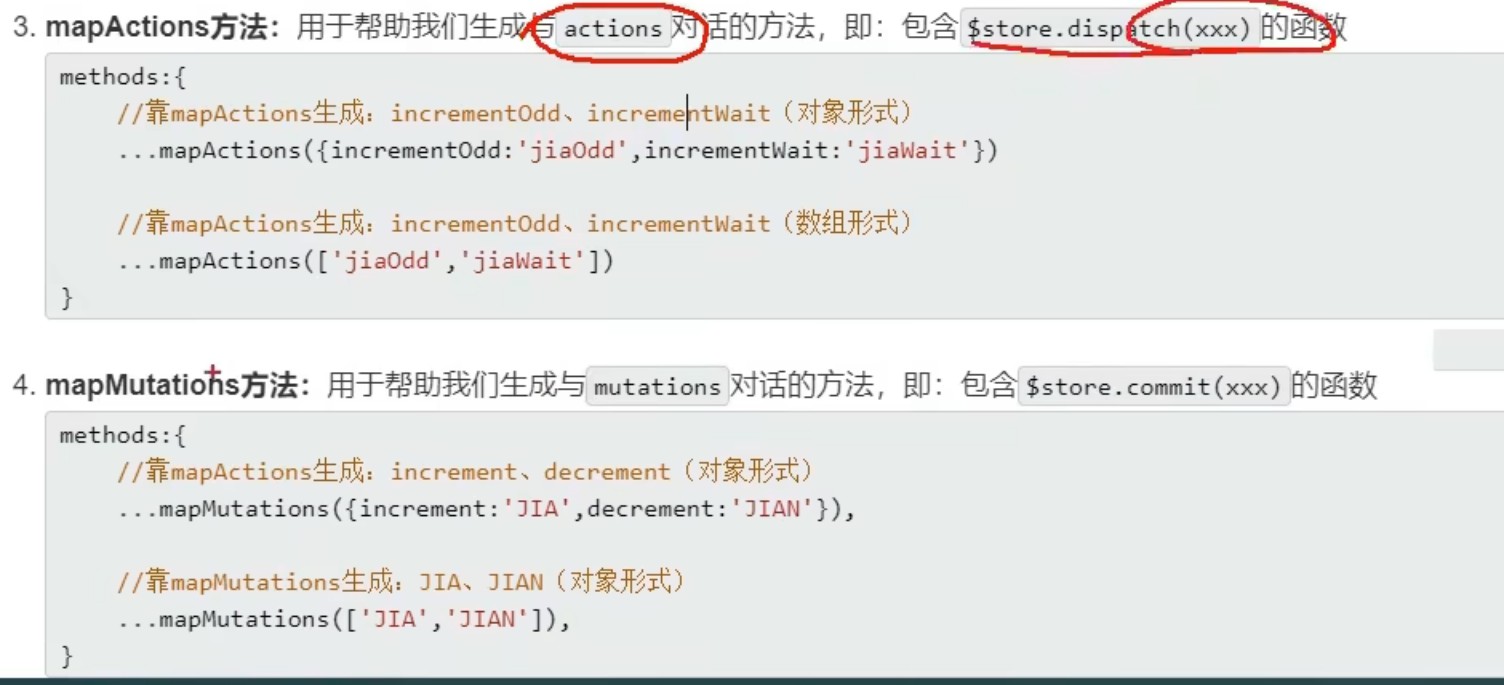 3. mapActions方法：用于帮助我们生成与 actions 对话的方法，即：包含 $store.dispatch(xxx) 的函数
methods:{
//靠mapActions生成：incrementOdd、incrementWait（对象形式）
...mapActions({incrementOdd:'jiaOdd',incrementWait:'jiaWait'})
//靠mapActions生成：incrementOdd、incrementWait（数组形式）
...mapActions(['jiaOdd','jiaWait'])
}
4. mapMutations方法：用于帮助我们生成与 mutations 对话的方法，即：包含 $store.commit(xxx) 的函数
methods:{
//靠mapActions生成：increment、decrement（对象形式）
...mapMutations({increment:'JIA',decrement:'JIAN'}),
//靠mapMutations生成：JIA、JIAN（对象形式）
...mapMutations(['JIA','JIAN']),
}